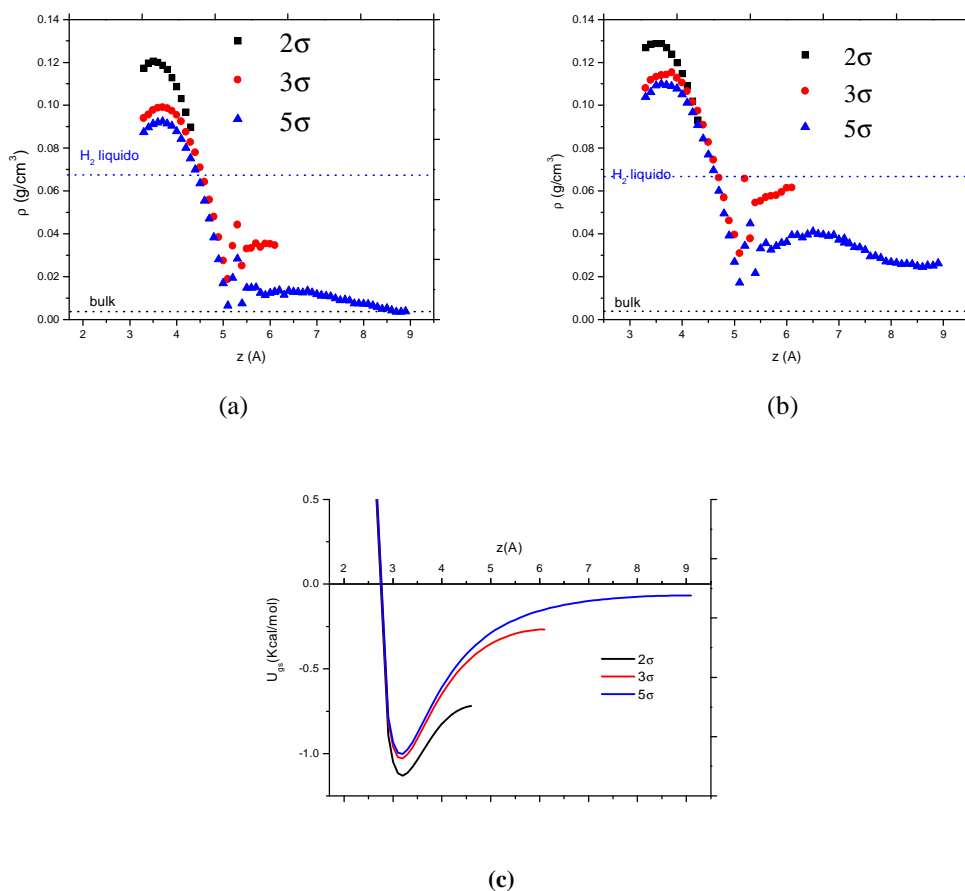 0.14
0.12
0.10
0.08
0.06
0.04
0.02
0.00
ρ (g/cm³)
2σ
3σ
5σ
H₂ liquido
bulk
2 3 4 5 6 7 8 9
z (A)
(a)
0.14
0.12
0.10
0.08
0.06
0.04
0.02
0.00
ρ (g/cm³)
2σ
3σ
5σ
H₂ liquido
bulk
3 4 5 6 7 8 9
z (A)
(b)
0.5
0.0
-0.5
-1.0
U_gs(Kcal/mol)
z(A)
2 3 4 5 6 7 8 9
2σ
3σ
5σ
(c)